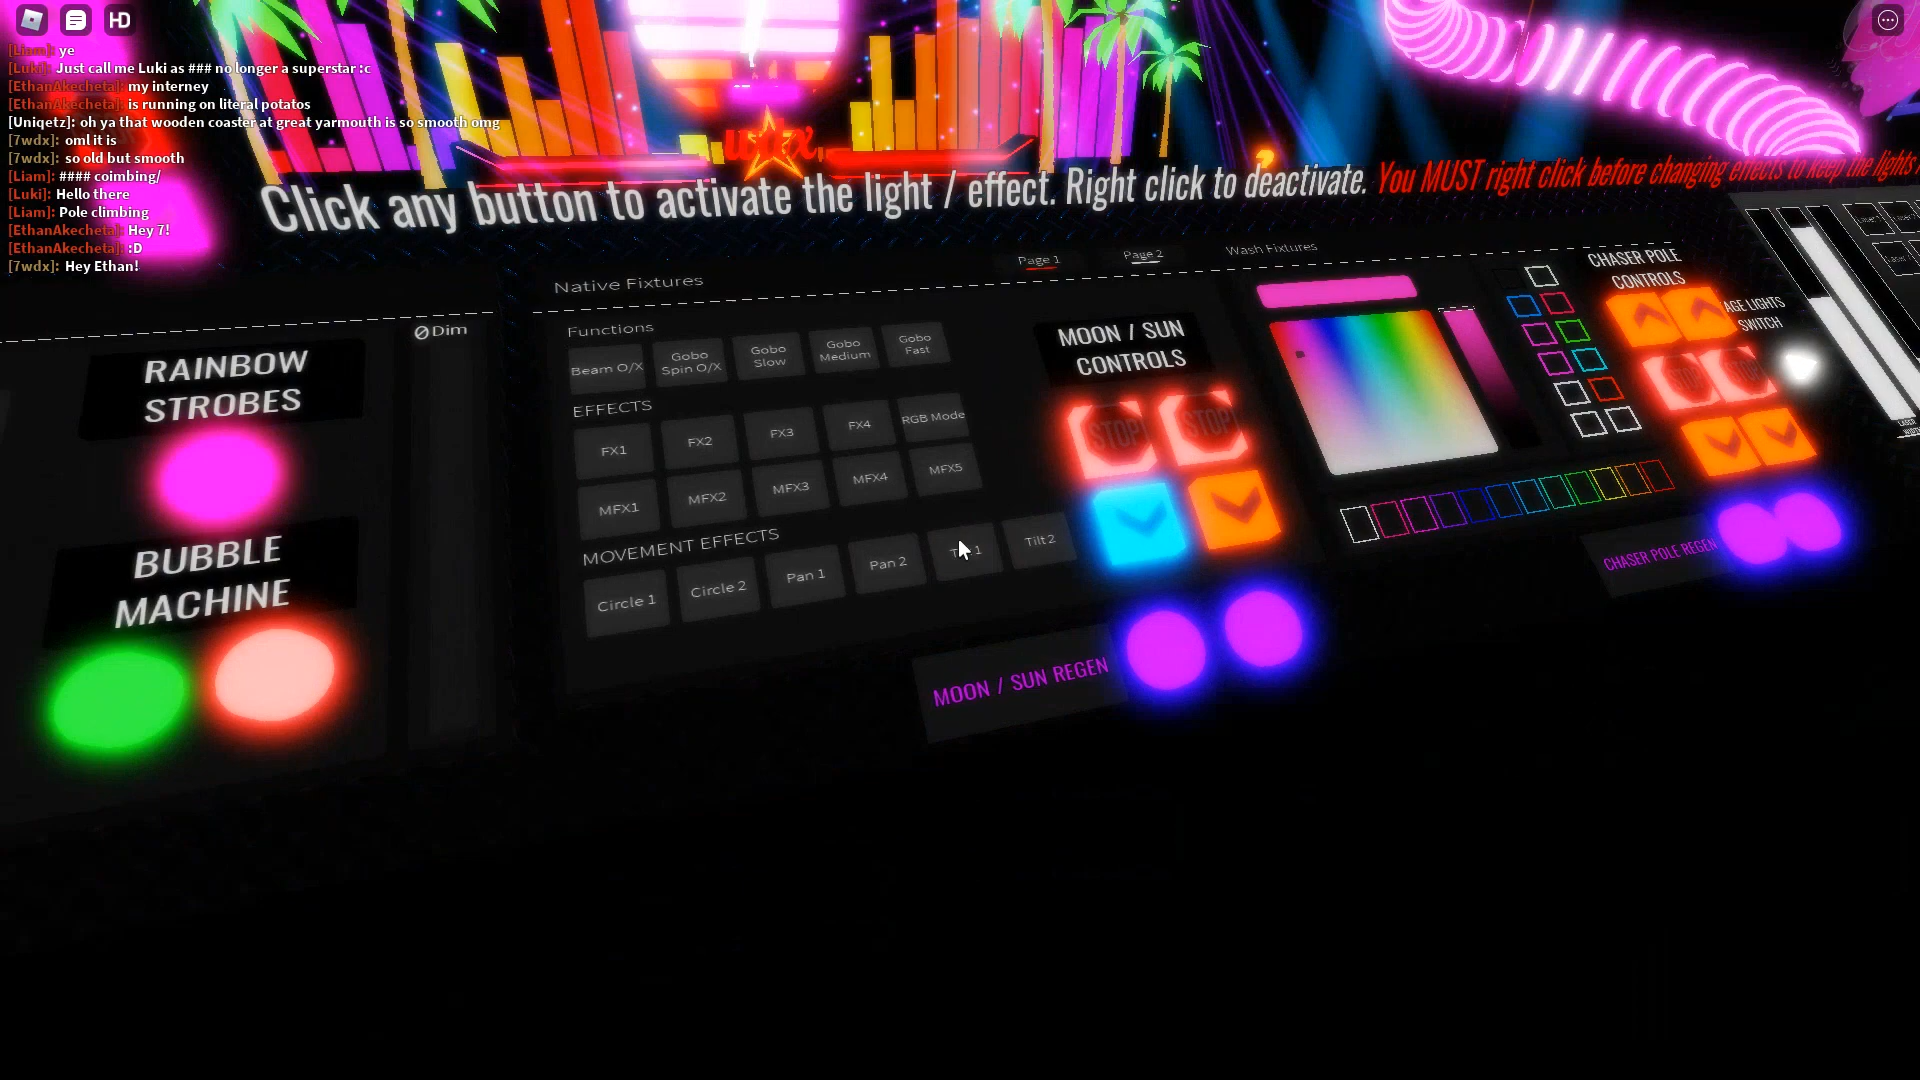 HD
[Liam]: ye
[Luki]: Just call me Luki as ### no longer a superstar :c
[EthanAkecheta]: my interney
[EthanAkecheta]: is running on literal potatos
[Uniqetz]: oh ya that wooden coaster at great yarmouth is so smooth omg
[7wdx]: oml it is
[7wdx]: so old but smooth
[Liam]: #### coimbing/
[Luki]: Hello there
[Liam]: Pole climbing
[EthanAkecheta]: Hey 7!
[EthanAkecheta]: :D
[7wdx]: Hey Ethan!
Click any button to activate the light / effect. Right click to deactivate. You MUST right click before changing effects to keep the lights
Dim
RAINBOW
STROBES
BUBBLE
MACHINE
Native Fixtures
Page 1
Page 2
Functions
Beam O/X
Gobo
Spin O/X
Gobo
Slow
Gobo
Medium
Gobo
Fast
EFFECTS
FX1
FX2
FX3
FX4
RGB Mode
MFX1
MFX2
MFX3
MFX4
MFX5
MOVEMENT EFFECTS
Circle 1
Circle 2
Pan 1
Pan 2
1
Tilt 2
MOON / SUN
CONTROLS
STOP
STOP
MOON / SUN REGEN
Wash Fixtures
CHASER POLE
CONTROLS
AGE LIGHTS
SWITCH
CHASER POLE REGEN